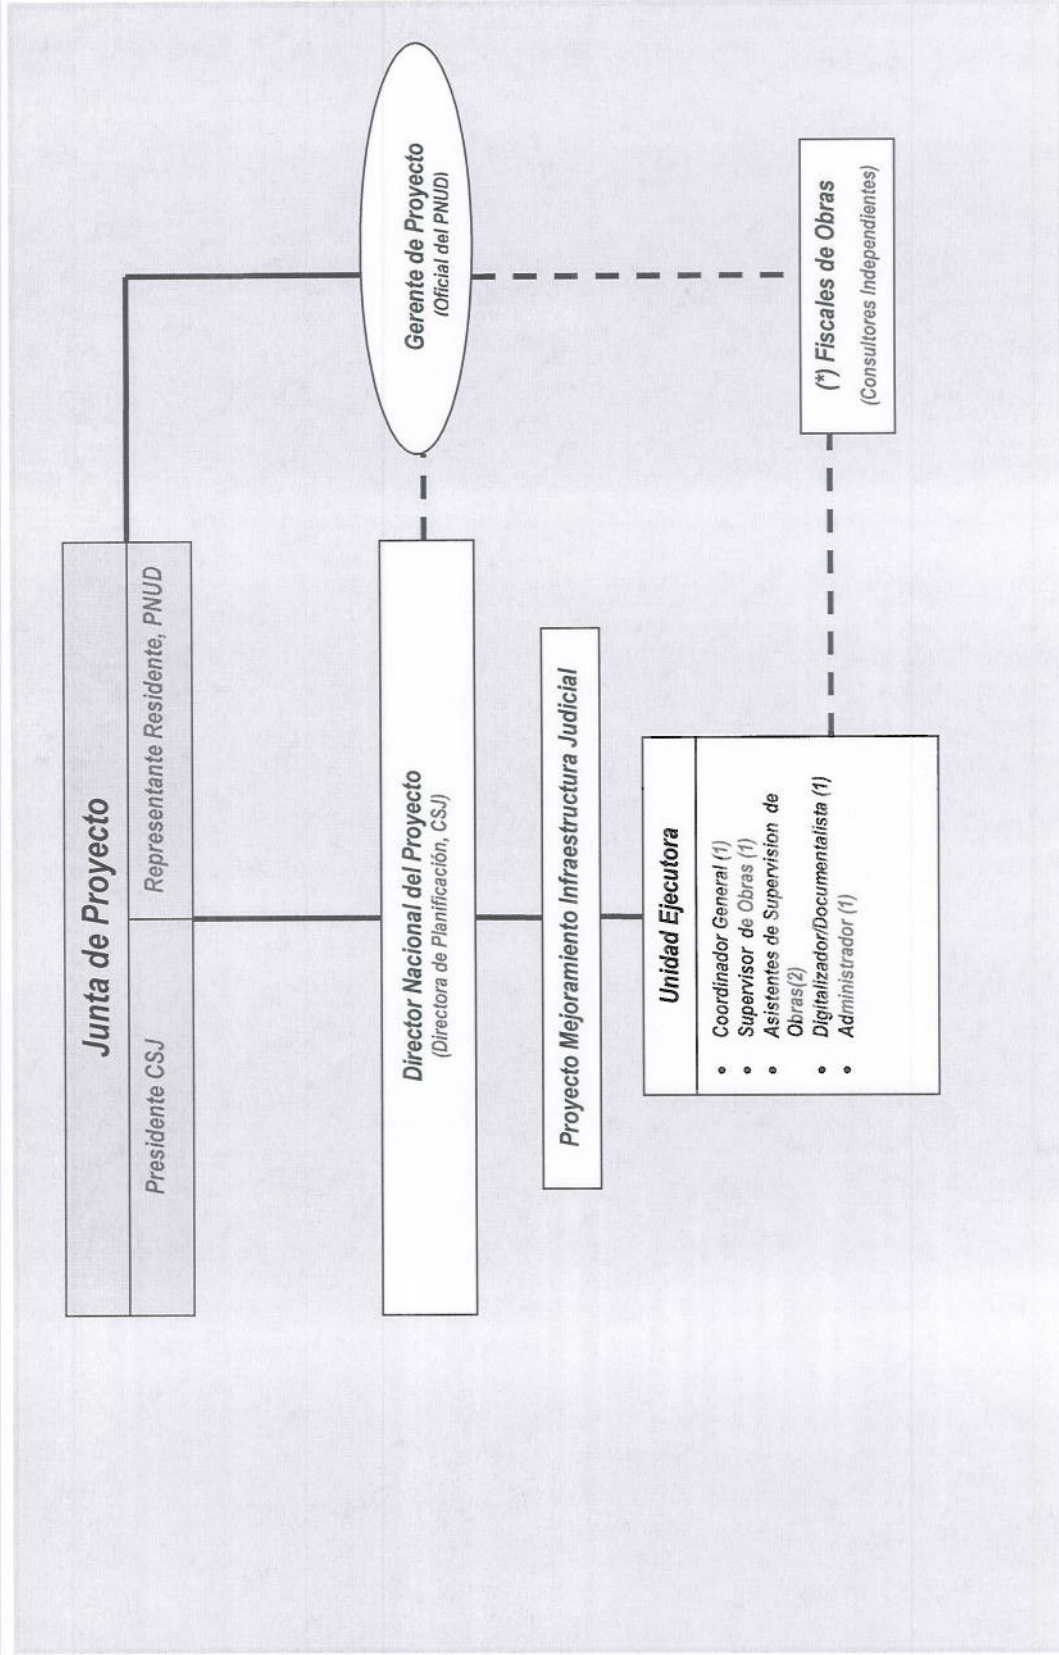 Junta de Proyecto
Presidente CSJ
Representante Residente, PNUD
Gerente de Proyecto
(Oficial del PNUD)
Director Nacional del Proyecto
(Directora de Planificación, CSJ)
Proyecto Mejoramiento Infraestructura Judicial
Unidad Ejecutora
• Coordinador General (1)
• Supervisor de Obras (1)
• Asistentes de Supervision de
Obras(2)
• Digitalizador/Documentalista (1)
• Administrador (1)
(*) Fiscales de Obras
(Consultores Independientes)